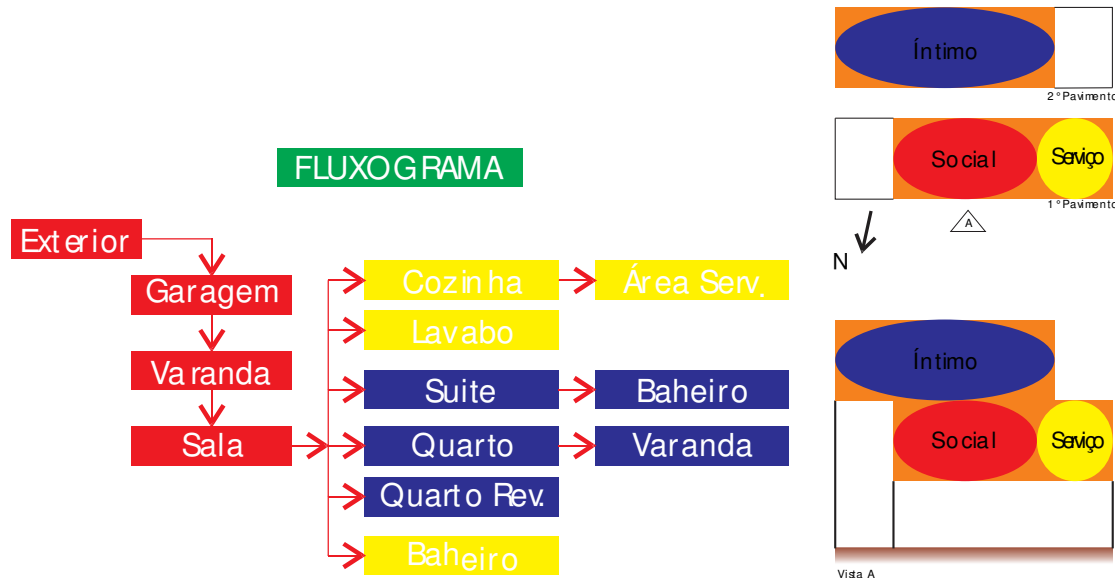 FLUXOGRAMA
Exterior
Garagem
Varanda
Sala
Cozinha
Área Serv.
Lavabo
Suite
Baheiro
Quarto
Varanda
Quarto Rev.
Baheiro
Íntimo
2°Pavimento
Social
Serviço
1°Pavimento
A
N
Íntimo
Social
Serviço
Vista A